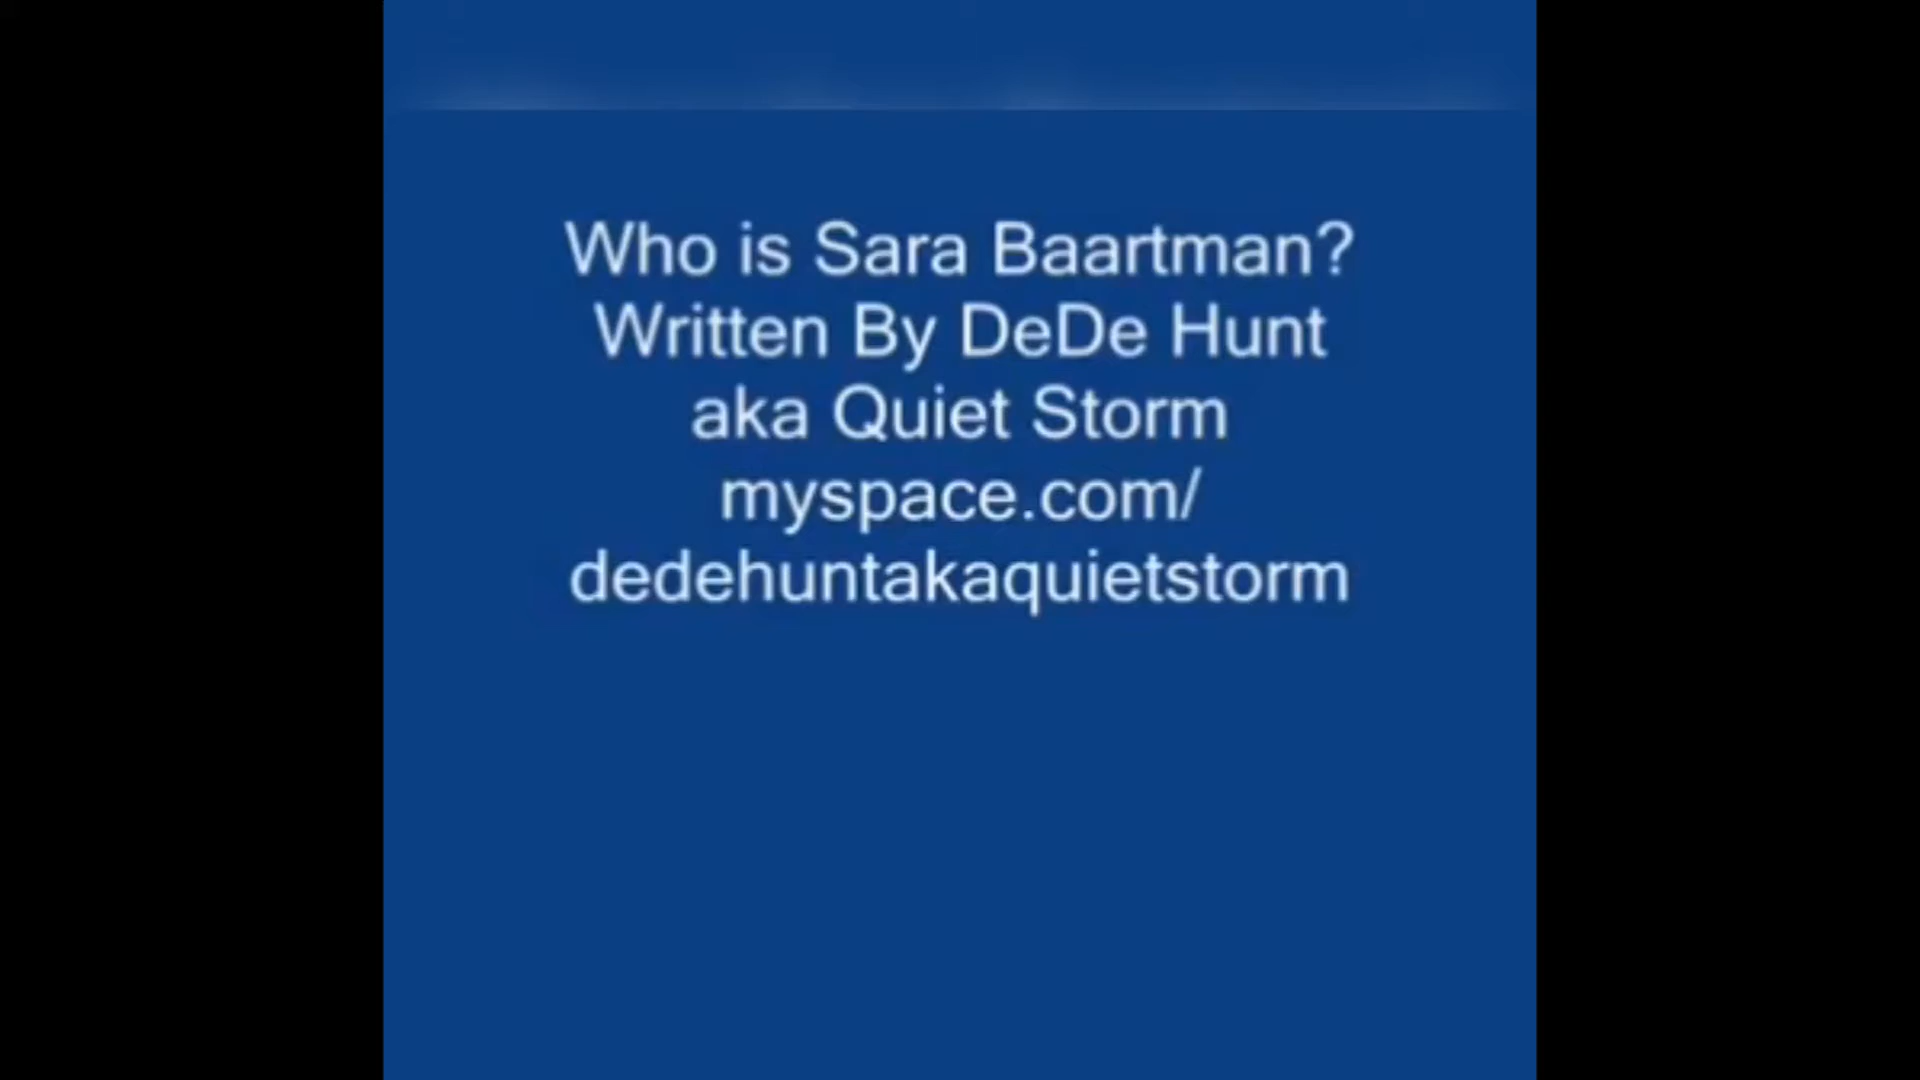 Who is Sara Baartman?
Written By DeDe Hunt
aka Quiet Storm
myspace.com/
dedehuntakaquietstorm